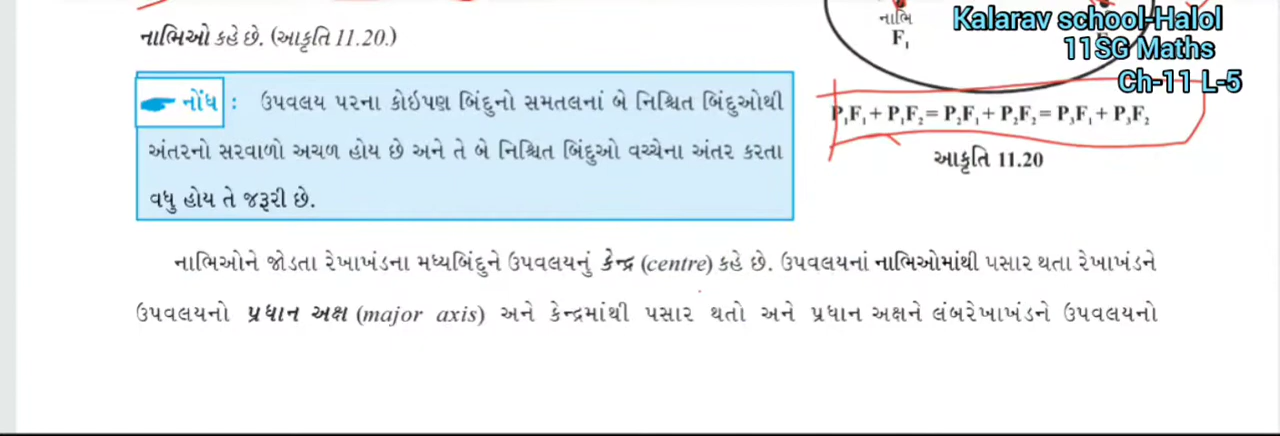 નાભિઓ કહે છે. (આકૃતિ 11.20.)
નાભિ
F₁
Kalarav school-Halol
11SG Maths
Ch-11 L-5
નોંધ : ઉપવલય પરના કોઇપણ બિંદુનો સમતલનાં બે નિશ્ચિત બિંદુઓથી
અંતરનો સરવાળો અચળ હોય છે અને તે બે નિશ્ચિત બિંદુઓ વચ્ચેના અંતર કરતા
વધુ હોય તે જરૂરી છે.
P₁F₁ + P₁F₂ = P₂F₁ + P₂F₂ = P₃F₁ + P₃F₂
આકૃતિ 11.20
નાભિઓને જોડતા રેખાખંડના મધ્યબિંદુને ઉપવલયનું કેન્દ્ર (centre) કહે છે. ઉપવલયનાં નાભિઓમાંથી પસાર થતા રેખાખંડને
ઉપવલયનો પ્રધાન અક્ષ (major axis) અને કેન્દ્રમાંથી પસાર થતો અને પ્રધાન અક્ષને લંબરેખાખંડને ઉપવલયનો